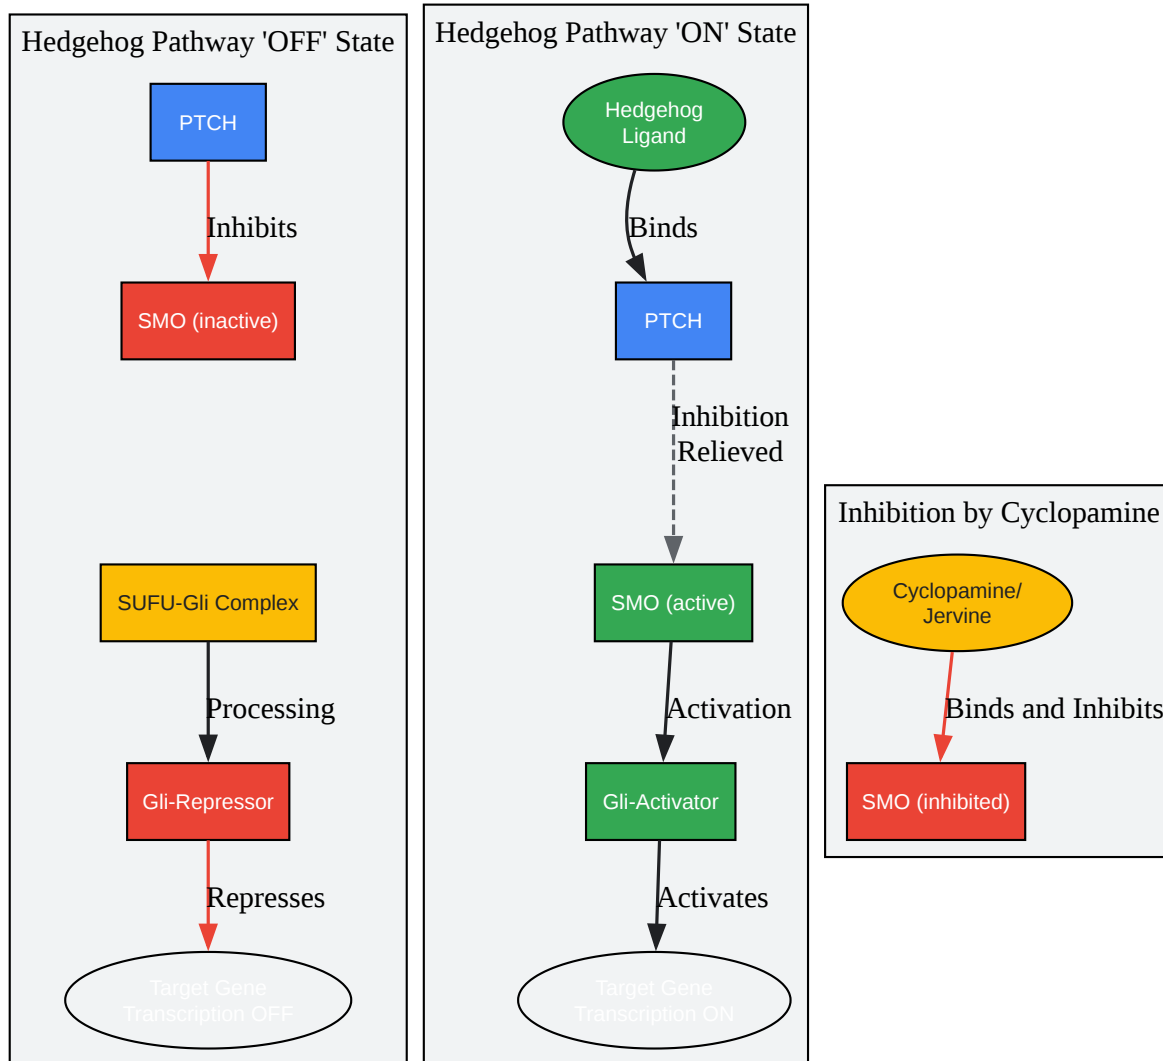 Hedgehog Pathway 'OFF' State
PTCH
Inhibits
SMO (inactive)
SUFU-Gli Complex
Processing
Gli-Repressor
Represses
Target Gene
Transcription OFF
Hedgehog Pathway 'ON' State
Hedgehog
Ligand
Binds
PTCH
Inhibition
Relieved
SMO (active)
Activation
Gli-Activator
Activates
Target Gene
Transcription ON
Inhibition by Cyclopamine
Cyclopamine/
Jervine
Binds and Inhibits
SMO (inhibited)